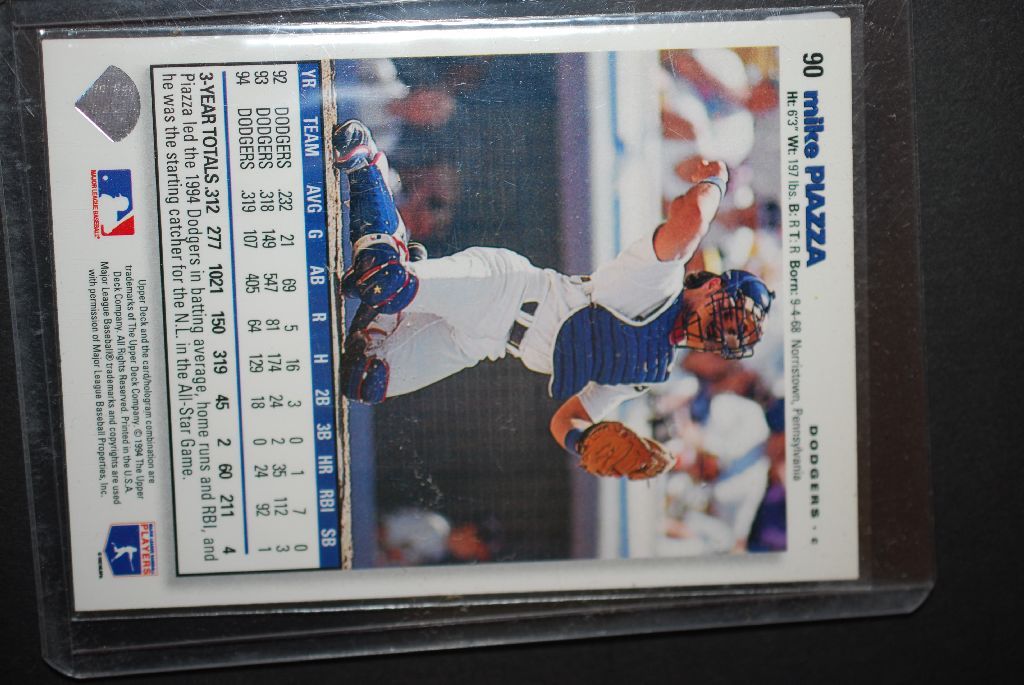 90 mike PIAZZA
DODGERS • C
Ht: 6'3" Wt: 197 lbs. B: R T: R Born: 9-4-68 Norristown, Pennsylvania
YR TEAM AVG G AB R H 2B 3B HR RBI SB
92 DODGERS .232 21 69 5 16 3 0 1 7 0
93 DODGERS .318 149 547 81 174 24 2 35 112 3
94 DODGERS .319 107 405 64 129 18 0 24 92 1
3-YEAR TOTALS .312 277 1021 150 319 45 2 60 211 4
Piazza led the 1994 Dodgers in batting average, home runs and RBI, and
he was the starting catcher for the N.L. in the All-Star Game.
MAJOR LEAGUE BASEBALL
Upper Deck and the card/hologram combination are
trademarks of The Upper Deck Company. © 1994 The Upper
Deck Company. All Rights Reserved. Printed in the U.S.A.
Major League Baseball® trademarks and copyrights are used
with permission of Major League Baseball Properties, Inc.
PLAYERS